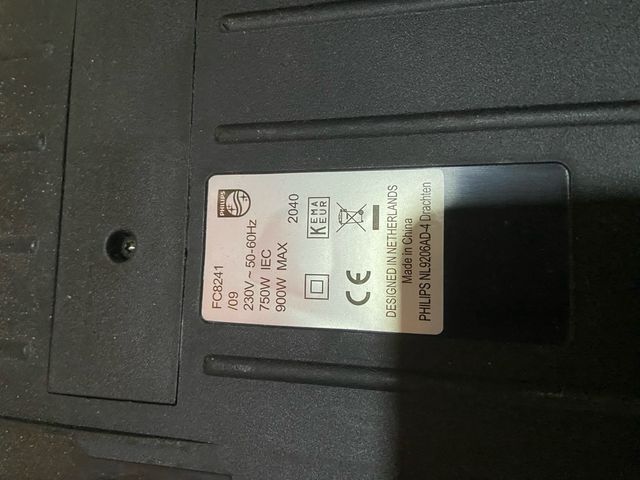 PHILIPS
FC8241
/09
230V ~ 50-60Hz
750W IEC
900W MAX
2040
KEMA
KEUR
CE
DESIGNED IN NETHERLANDS
Made in China
PHILIPS NL9206AD-4 Drachten